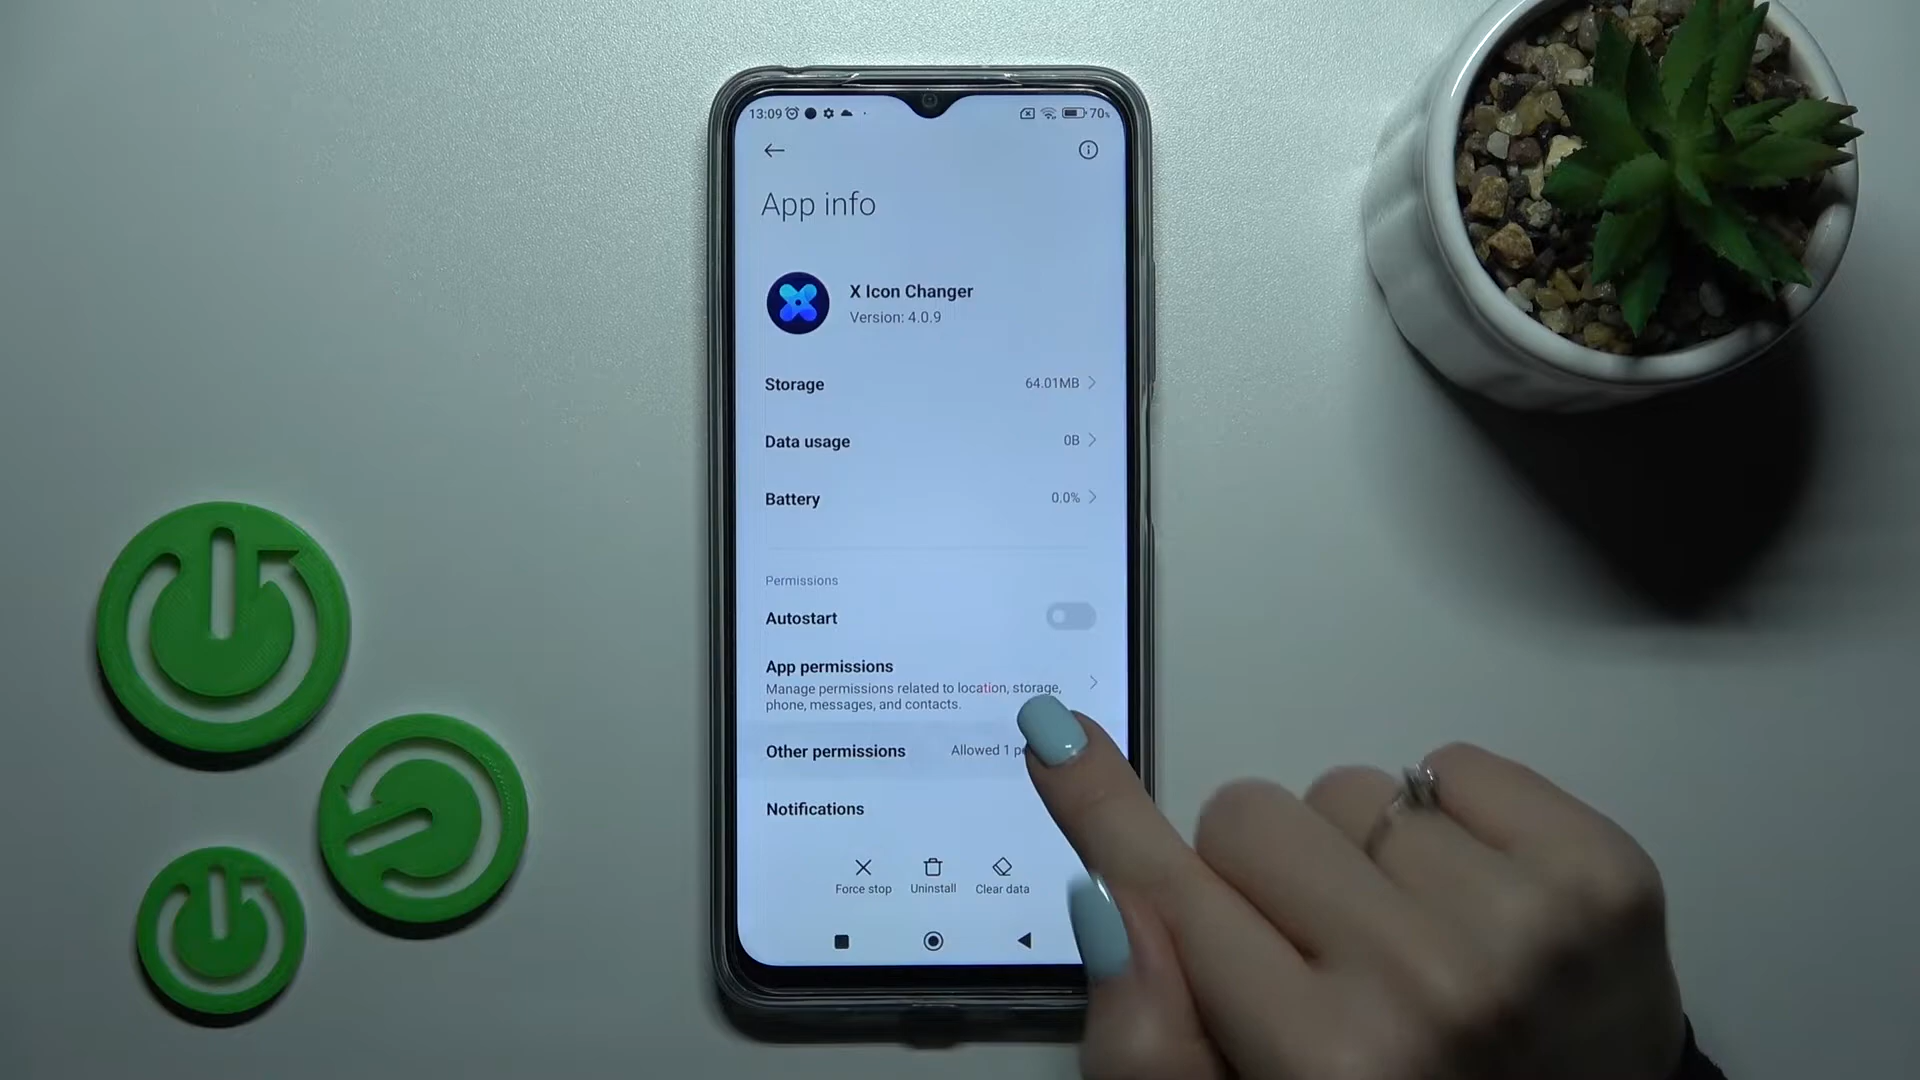 13:09 70%
App info
X Icon Changer
Version: 4.0.9
Storage 64.01MB
Data usage 0B
Battery 0.0%
Permissions
Autostart
App permissions
Manage permissions related to location, storage,
phone, messages, and contacts.
Other permissions Allowed 1
Notifications
Force stop Uninstall Clear data